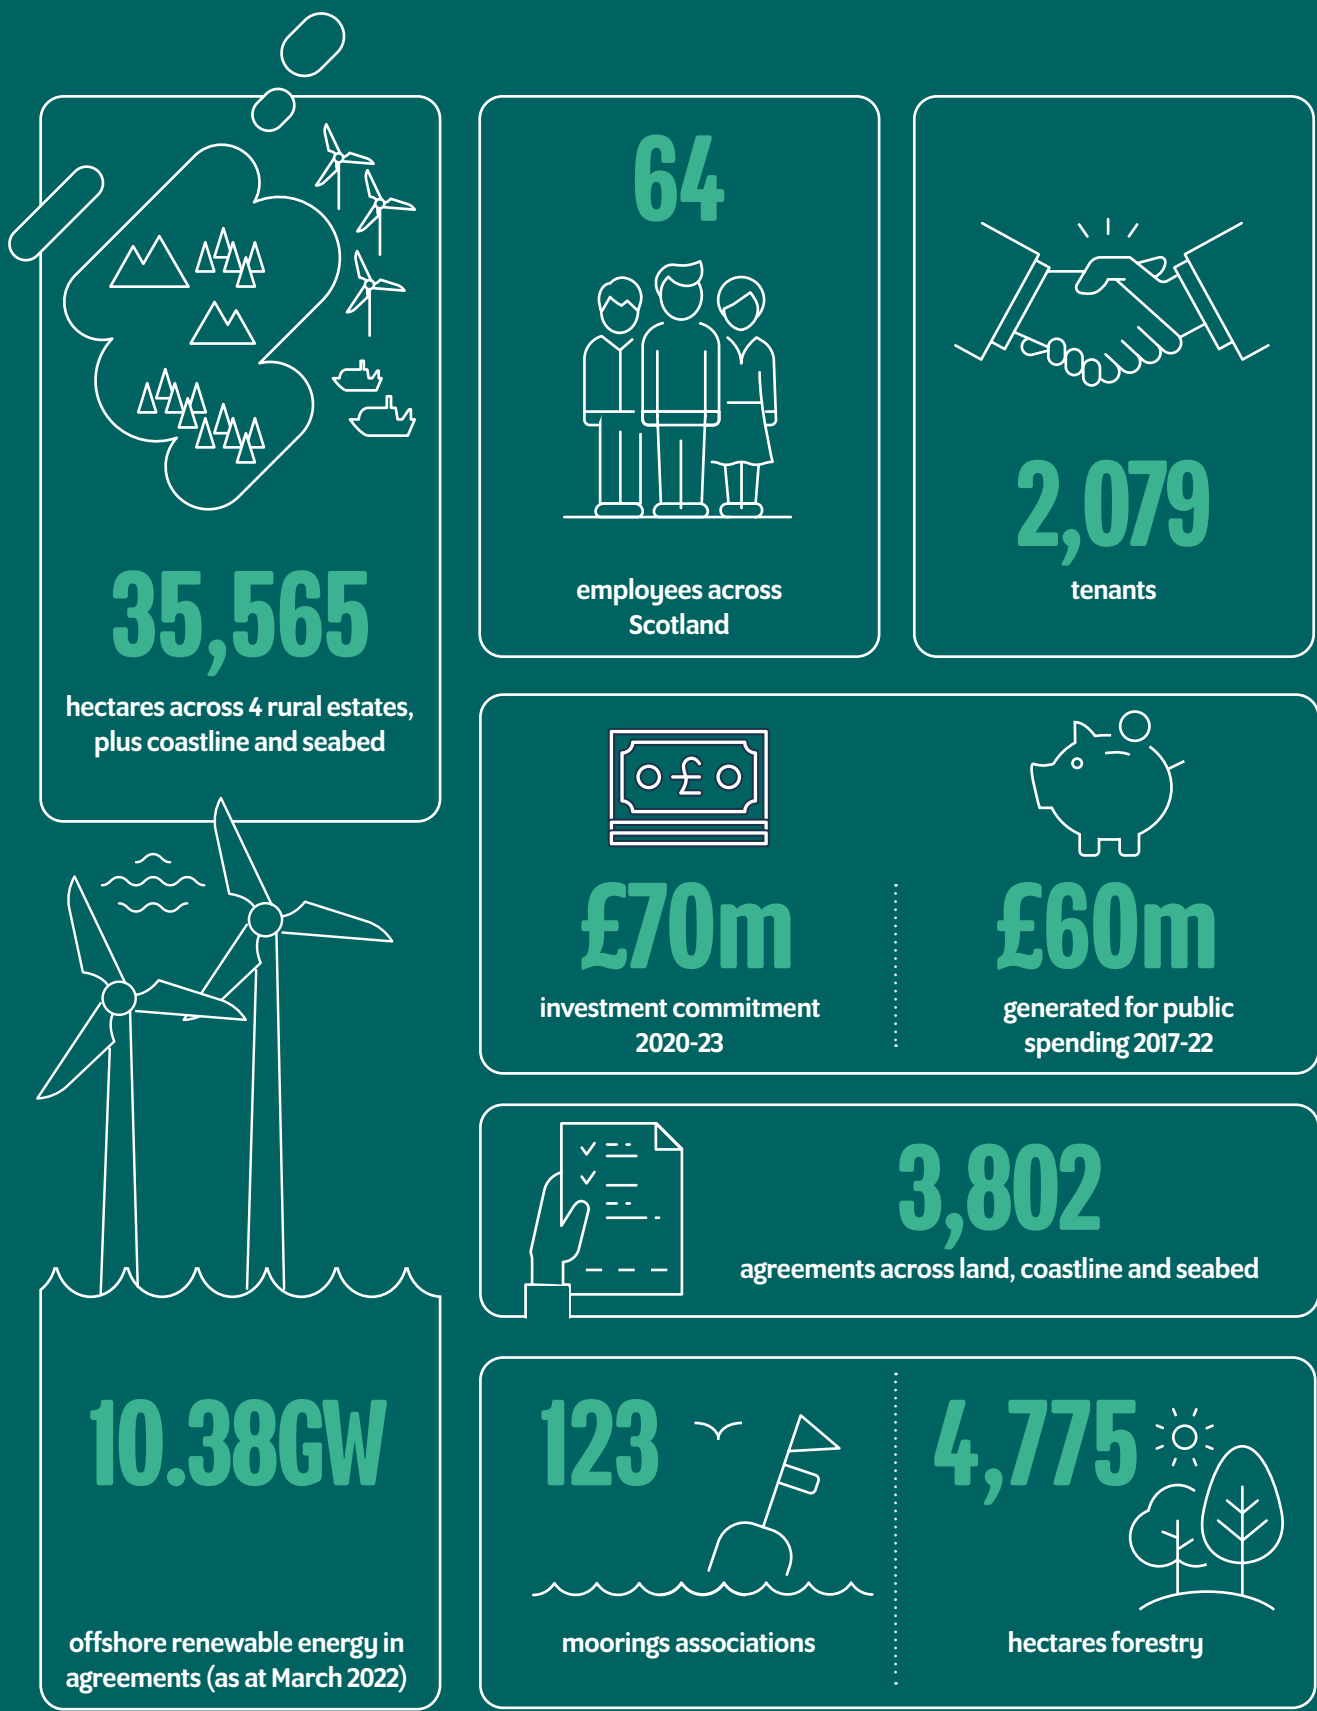 35,565
hectares across 4 rural estates,
plus coastline and seabed
64
employees across
Scotland
2,079
tenants
£
£70m
investment commitment
2020-23
£60m
generated for public
spending 2017-22
3,802
agreements across land, coastline and seabed
10.38GW
offshore renewable energy in
agreements (as at March 2022)
123
moorings associations
4,775
hectares forestry